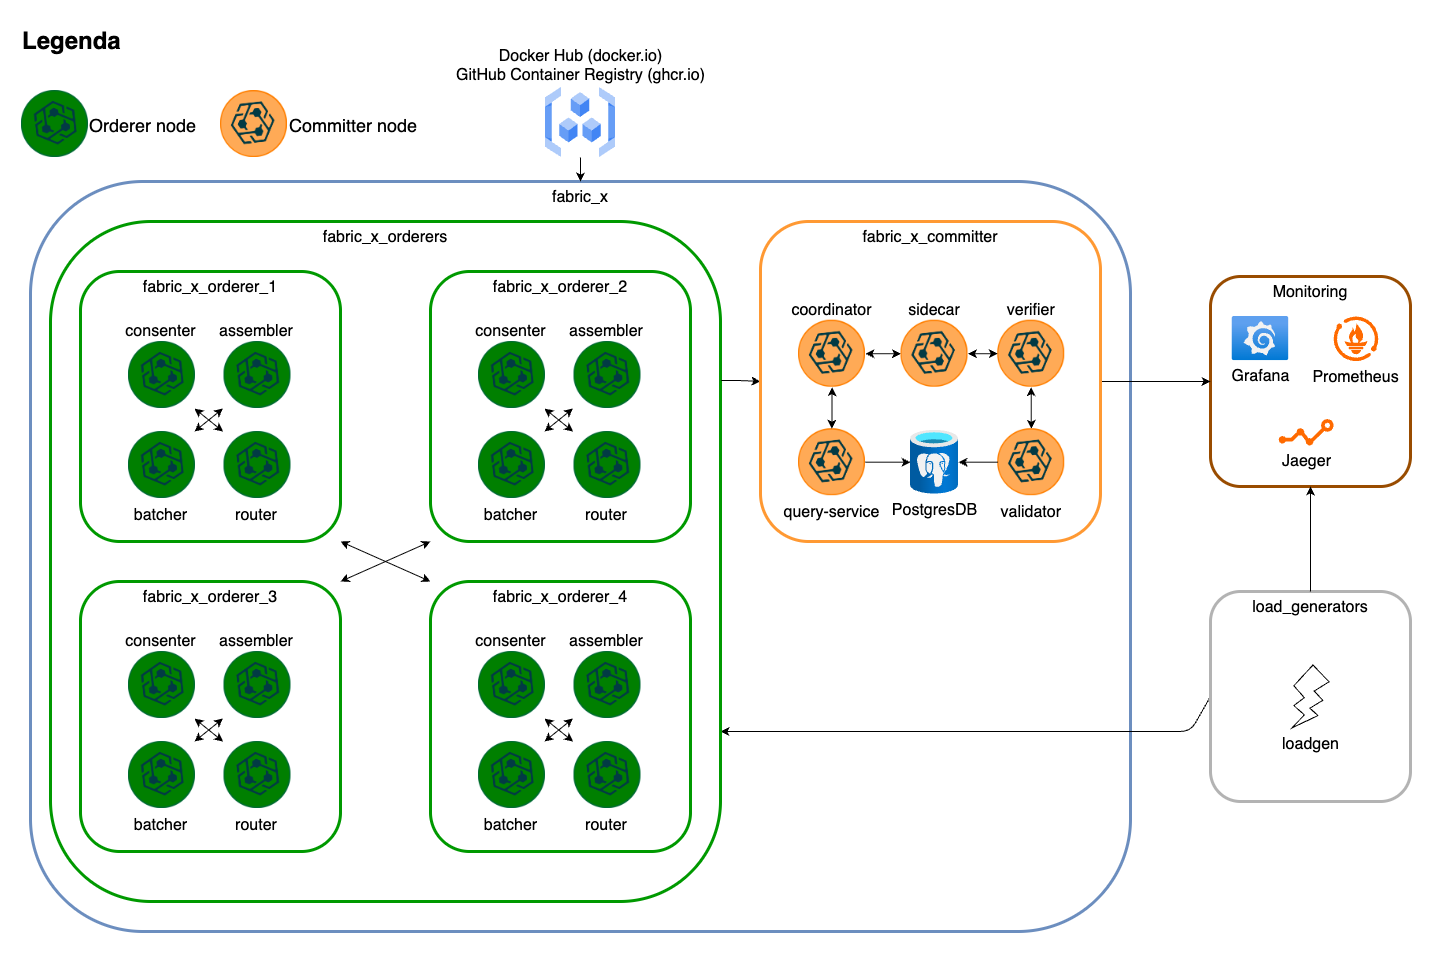 Legenda
Orderer node
Committer node
Docker Hub (docker.io)
GitHub Container Registry (ghcr.io)
fabric_x
fabric_x_orderers
fabric_x_orderer_1
consenter
assembler
batcher
router
fabric_x_orderer_2
consenter
assembler
batcher
router
fabric_x_orderer_3
consenter
assembler
batcher
router
fabric_x_orderer_4
consenter
assembler
batcher
router
fabric_x_committer
coordinator
sidecar
verifier
query-service
PostgresDB
validator
Monitoring
Grafana
Prometheus
Jaeger
load_generators
loadgen